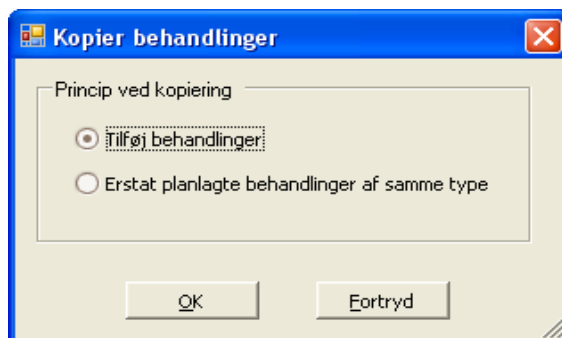 Kopier behandlinger
Princip ved kopiering
Tilføj behandlinger
Erstat planlagte behandlinger af samme type
OK
Fortryd